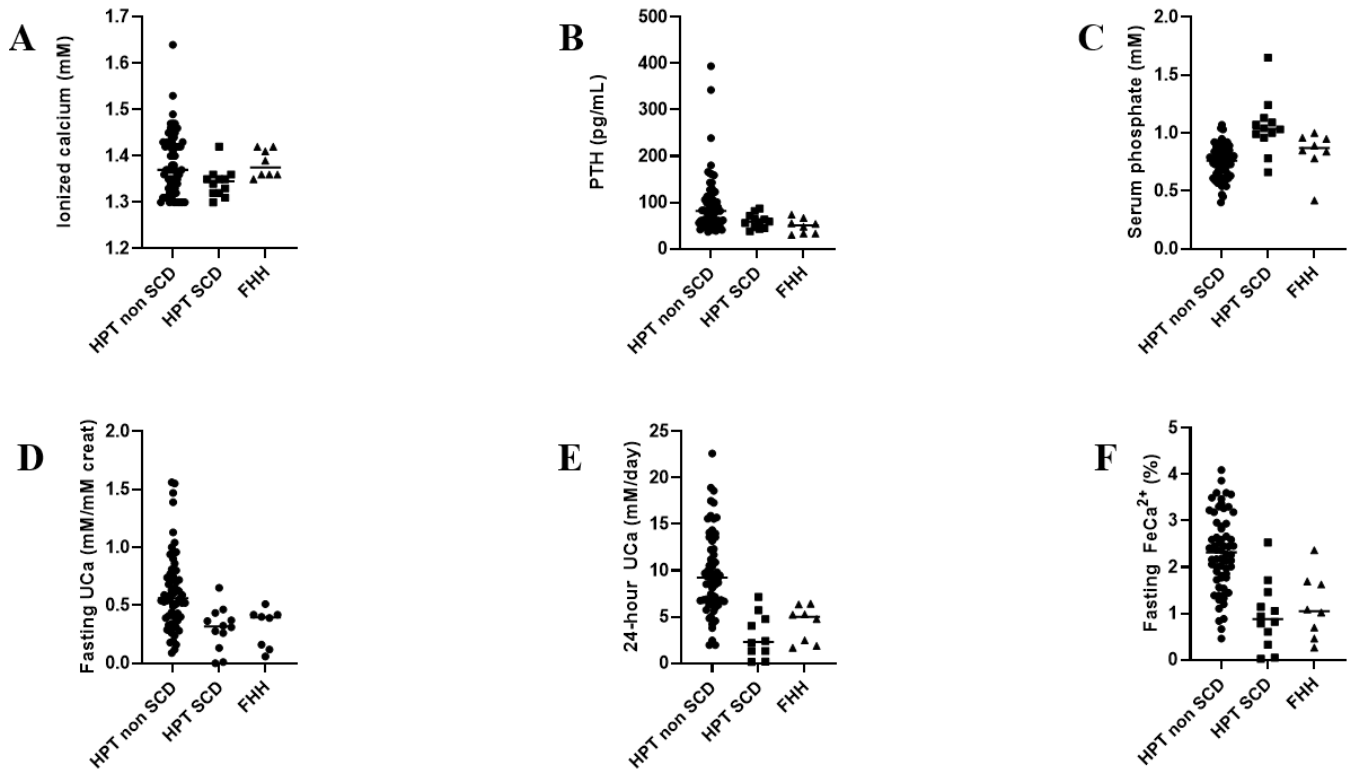 A
Ionized calcium (mM)
1.7
1.6
1.5
1.4
1.3
1.2
HPT non SCD
HPT SCD
FHH
B
PTH (pg/mL)
500
400
300
200
100
0
HPT non SCD
HPT SCD
FHH
C
Serum phosphate (mM)
2.0
1.5
1.0
0.5
0.0
HPT non SCD
HPT SCD
FHH
D
Fasting UCa (mM/mM creat)
2.0
1.5
1.0
0.5
0.0
HPT non SCD
HPT SCD
FHH
E
24-hour UCa (mM/day)
25
20
15
10
5
0
HPT non SCD
HPT SCD
FHH
F
Fasting FeCa²⁺ (%)
5
4
3
2
1
0
HPT non SCD
HPT SCD
FHH